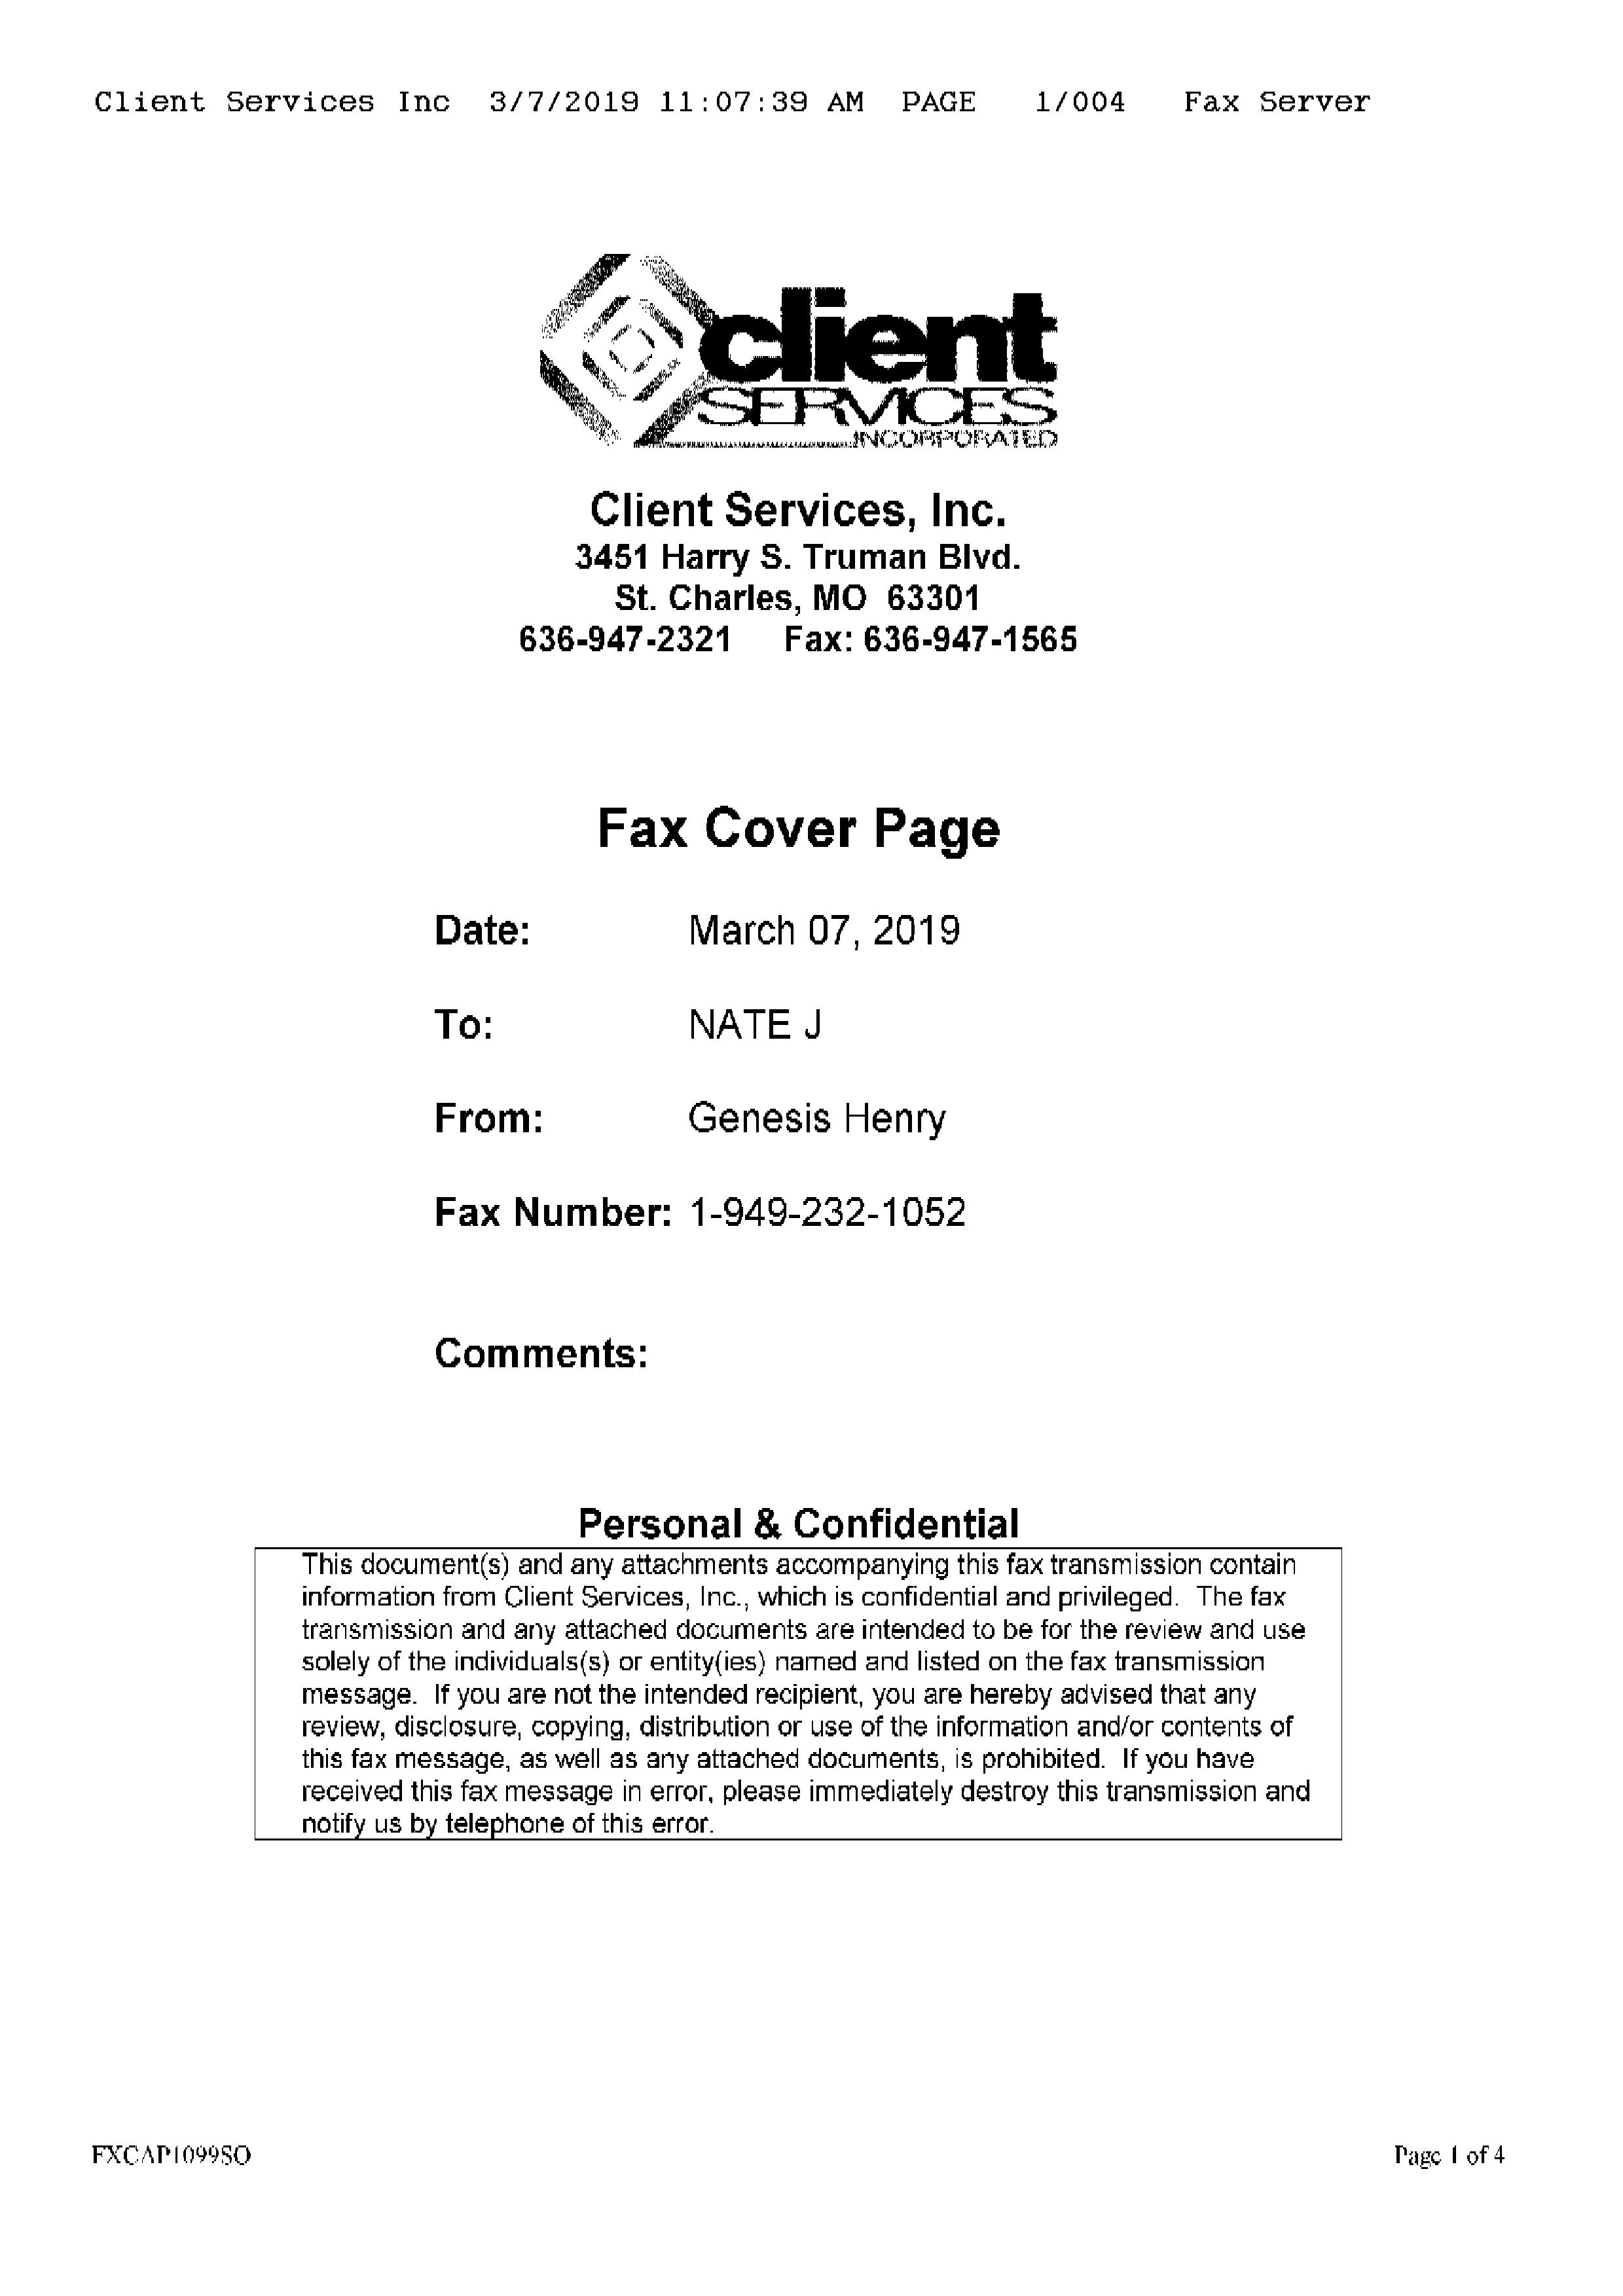 Client Services Inc 3/7/2019 11:07:39 AM PAGE 1/004 Fax Server
client
SERVICES
INCORPORATED
Client Services, Inc.
3451 Harry S. Truman Blvd.
St. Charles, MO 63301
636-947-2321 Fax: 636-947-1565
Fax Cover Page
Date: March 07, 2019
To: NATE J
From: Genesis Henry
Fax Number: 1-949-232-1052
Comments:
Personal & Confidential
This document(s) and any attachments accompanying this fax transmission contain
information from Client Services, Inc., which is confidential and privileged. The fax
transmission and any attached documents are intended to be for the review and use
solely of the individuals(s) or entity(ies) named and listed on the fax transmission
message. If you are not the intended recipient, you are hereby advised that any
review, disclosure, copying, distribution or use of the information and/or contents of
this fax message, as well as any attached documents, is prohibited. If you have
received this fax message in error, please immediately destroy this transmission and
notify us by telephone of this error.
FXCAP1099SO
Page 1 of 4